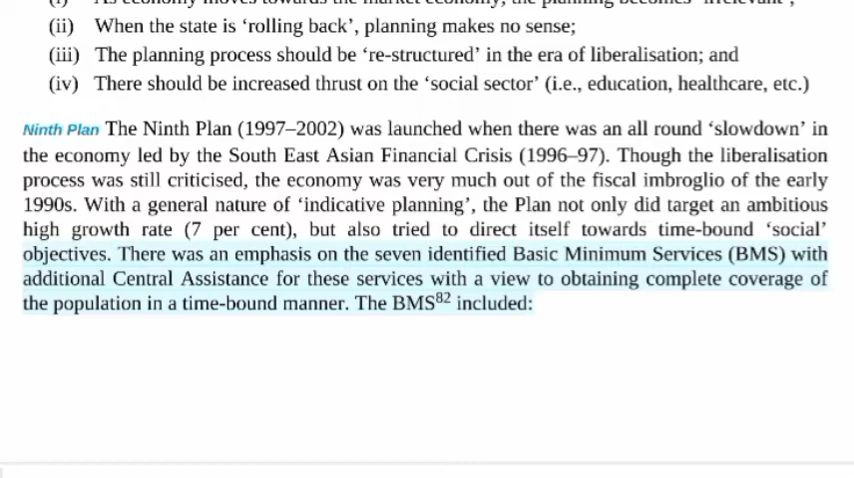 (ii) When the state is ‘rolling back’, planning makes no sense;
(iii) The planning process should be ‘re-structured’ in the era of liberalisation; and
(iv) There should be increased thrust on the ‘social sector’ (i.e., education, healthcare, etc.)
Ninth Plan The Ninth Plan (1997–2002) was launched when there was an all round ‘slowdown’ in
the economy led by the South East Asian Financial Crisis (1996–97). Though the liberalisation
process was still criticised, the economy was very much out of the fiscal imbroglio of the early
1990s. With a general nature of ‘indicative planning’, the Plan not only did target an ambitious
high growth rate (7 per cent), but also tried to direct itself towards time-bound ‘social’
objectives. There was an emphasis on the seven identified Basic Minimum Services (BMS) with
additional Central Assistance for these services with a view to obtaining complete coverage of
the population in a time-bound manner. The BMS82 included: